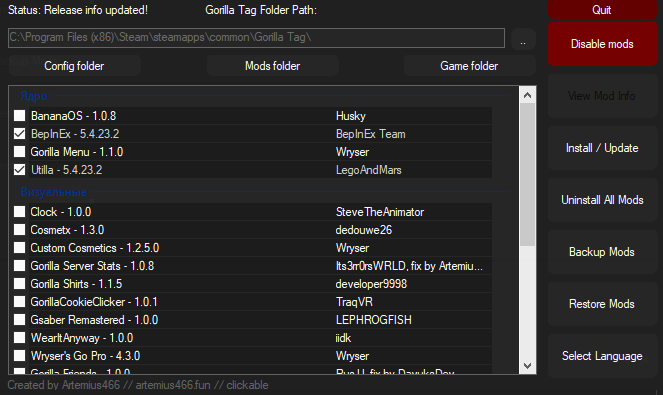 Status: Release info updated!
Gorilla Tag Folder Path:
Quit
C:\Program Files (x86)\Steam\steamapps\common\Gorilla Tag\
..
Disable mods
Config folder
Mods folder
Game folder
View Mod Info
Ядро
BananaOS - 1.0.8 Husky
BepInEx - 5.4.23.2 BepInEx Team
Gorilla Menu - 1.1.0 Wryser
Utilla - 5.4.23.2 LegoAndMars
Install / Update
Визуальные
Uninstall All Mods
Clock - 1.0.0 SteveTheAnimator
Cosmetx - 1.3.0 dedouwe26
Custom Cosmetics - 1.2.5.0 Wryser
Backup Mods
Gorilla Server Stats - 1.0.8 Its3rr0rsWRLD, fix by Artemiu...
Gorilla Shirts - 1.1.5 developer9998
GorillaCookieClicker - 1.0.1 TraqVR
Restore Mods
Gsaber Remastered - 1.0.0 LEPHROGFISH
WearItAnyway - 1.0.0 iidk
Wryser's Go Pro - 4.3.0 Wryser
Select Language
Gorilla Friends - 1.0.0
Created by Artemius466 // artemius466.fun // clickable